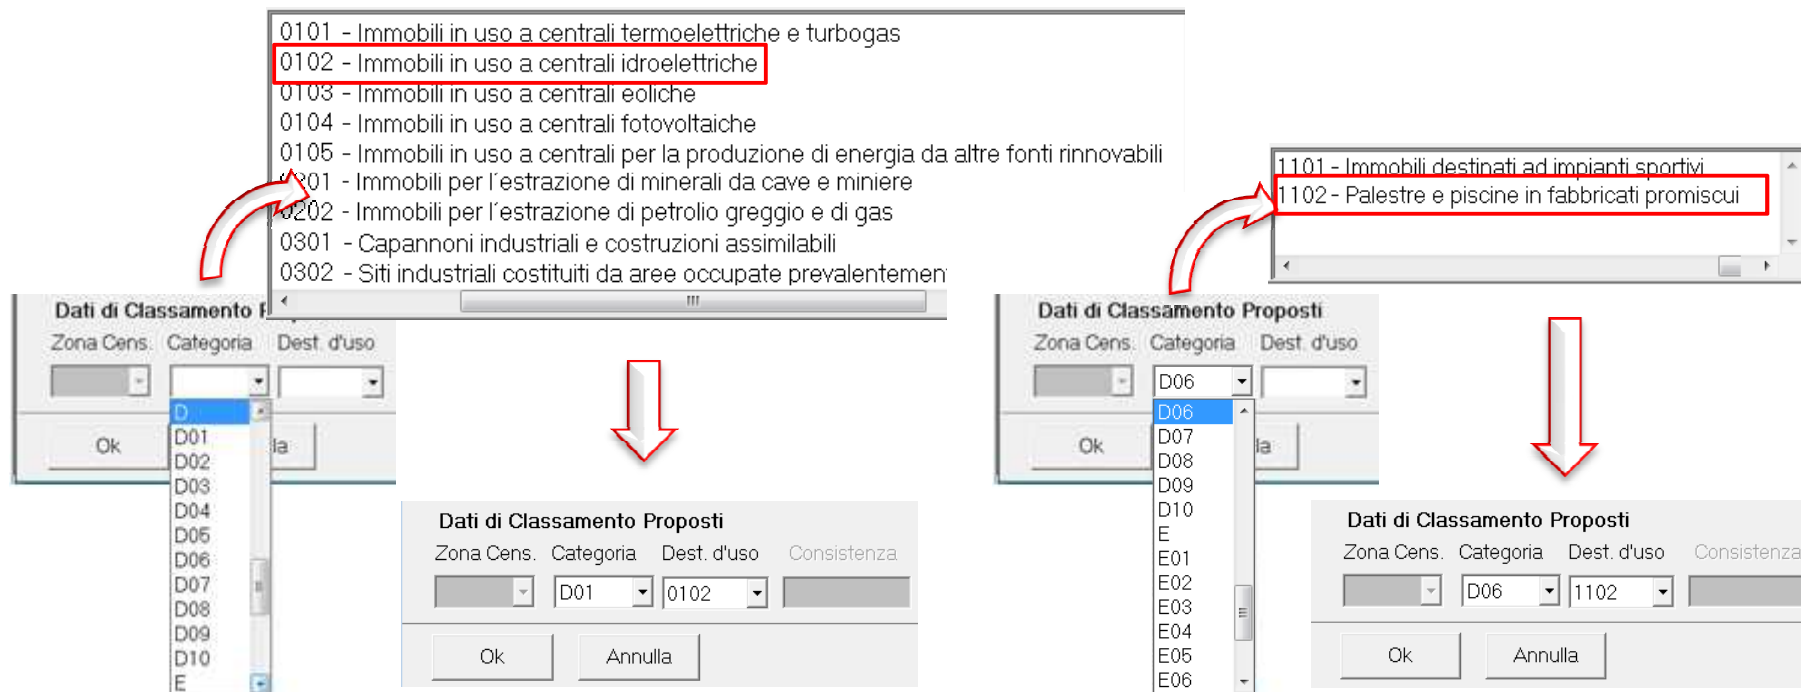 0101 - Immobili in uso a centrali termoelettriche e turbogas
0102 - Immobili in uso a centrali idroelettriche
0103 - Immobili in uso a centrali eoliche
0104 - Immobili in uso a centrali fotovoltaiche
0105 - Immobili in uso a centrali per la produzione di energia da altre fonti rinnovabili
0201 - Immobili per l´estrazione di minerali da cave e miniere
0202 - Immobili per l´estrazione di petrolio greggio e di gas
0301 - Capannoni industriali e costruzioni assimilabili
0302 - Siti industriali costituiti da aree occupate prevalentemen
Dati di Classamento
Zona Cens. Categoria Dest. d'uso
D
D01
D02
D03
D04
D05
D06
D07
D08
D09
D10
E
Ok
la
Dati di Classamento Proposti
Zona Cens. Categoria Dest. d'uso Consistenza
D01 0102
Ok Annulla
1101 - Immobili destinati ad impianti sportivi
1102 - Palestre e piscine in fabbricati promiscui
Dati di Classamento Proposti
Zona Cens. Categoria Dest. d'uso
D06
D06
D07
D08
D09
D10
E
E01
E02
E03
E04
E05
E06
Ok
la
Dati di Classamento Proposti
Zona Cens. Categoria Dest. d'uso Consistenza
D06 1102
Ok Annulla